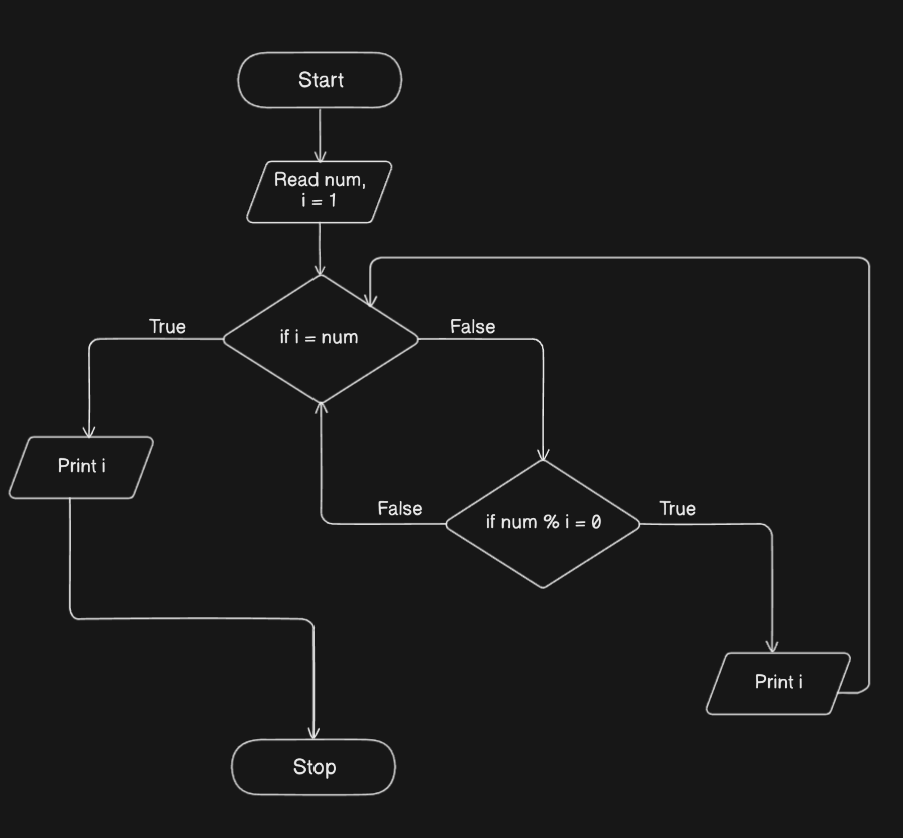 Start
Read num,
i = 1
if i = num
True
False
Print i
if num % i = 0
False
True
Print i
Stop